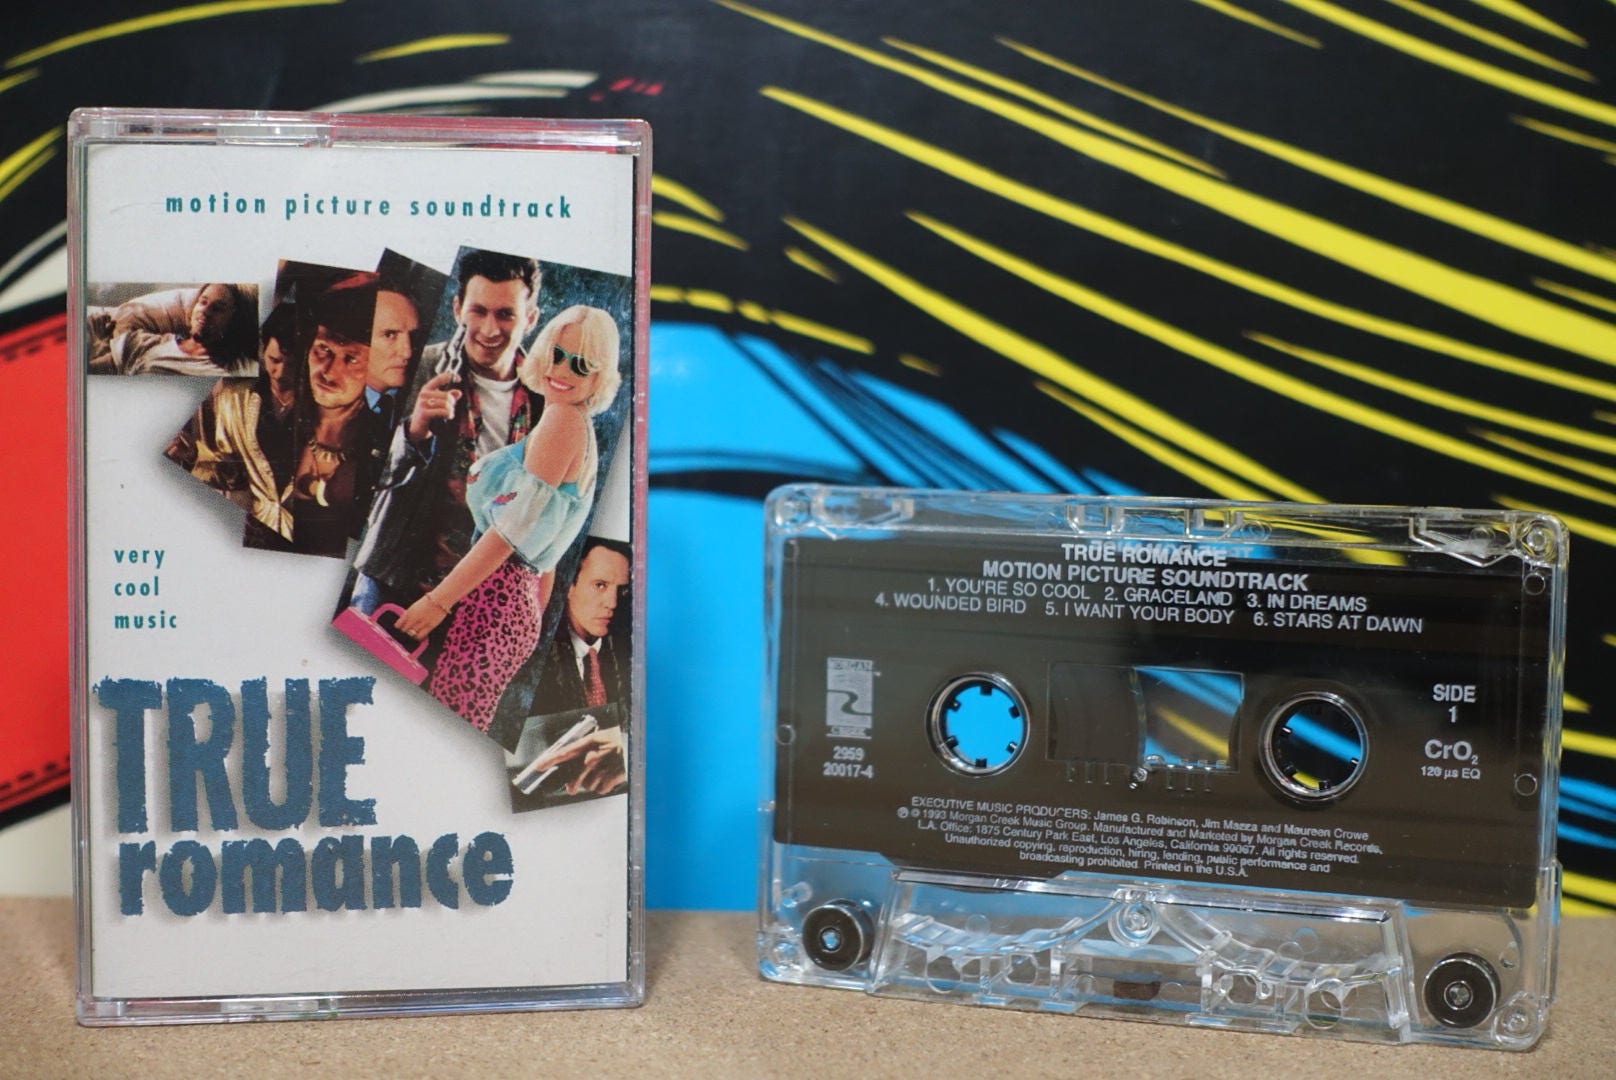 motion picture soundtrack
very
cool
music
TRUE
romance
TRUE ROMANCE
MOTION PICTURE SOUNDTRACK
1. YOU'RE SO COOL 2. GRACELAND 3. IN DREAMS
4. WOUNDED BIRD 5. I WANT YOUR BODY 6. STARS AT DAWN
MORGAN
CREEK
2959
20017-4
SIDE
1
CrO2
120 µs EQ
EXECUTIVE MUSIC PRODUCERS: James G. Robinson, Jim Mazza and Maureen Crowe
℗ © 1993 Morgan Creek Music Group. Manufactured and Marketed by Morgan Creek Records,
L.A. Office: 1875 Century Park East, Los Angeles, California 90067. All rights reserved.
Unauthorized copying, reproduction, hiring, lending, public performance and
broadcasting prohibited. Printed in the U.S.A.